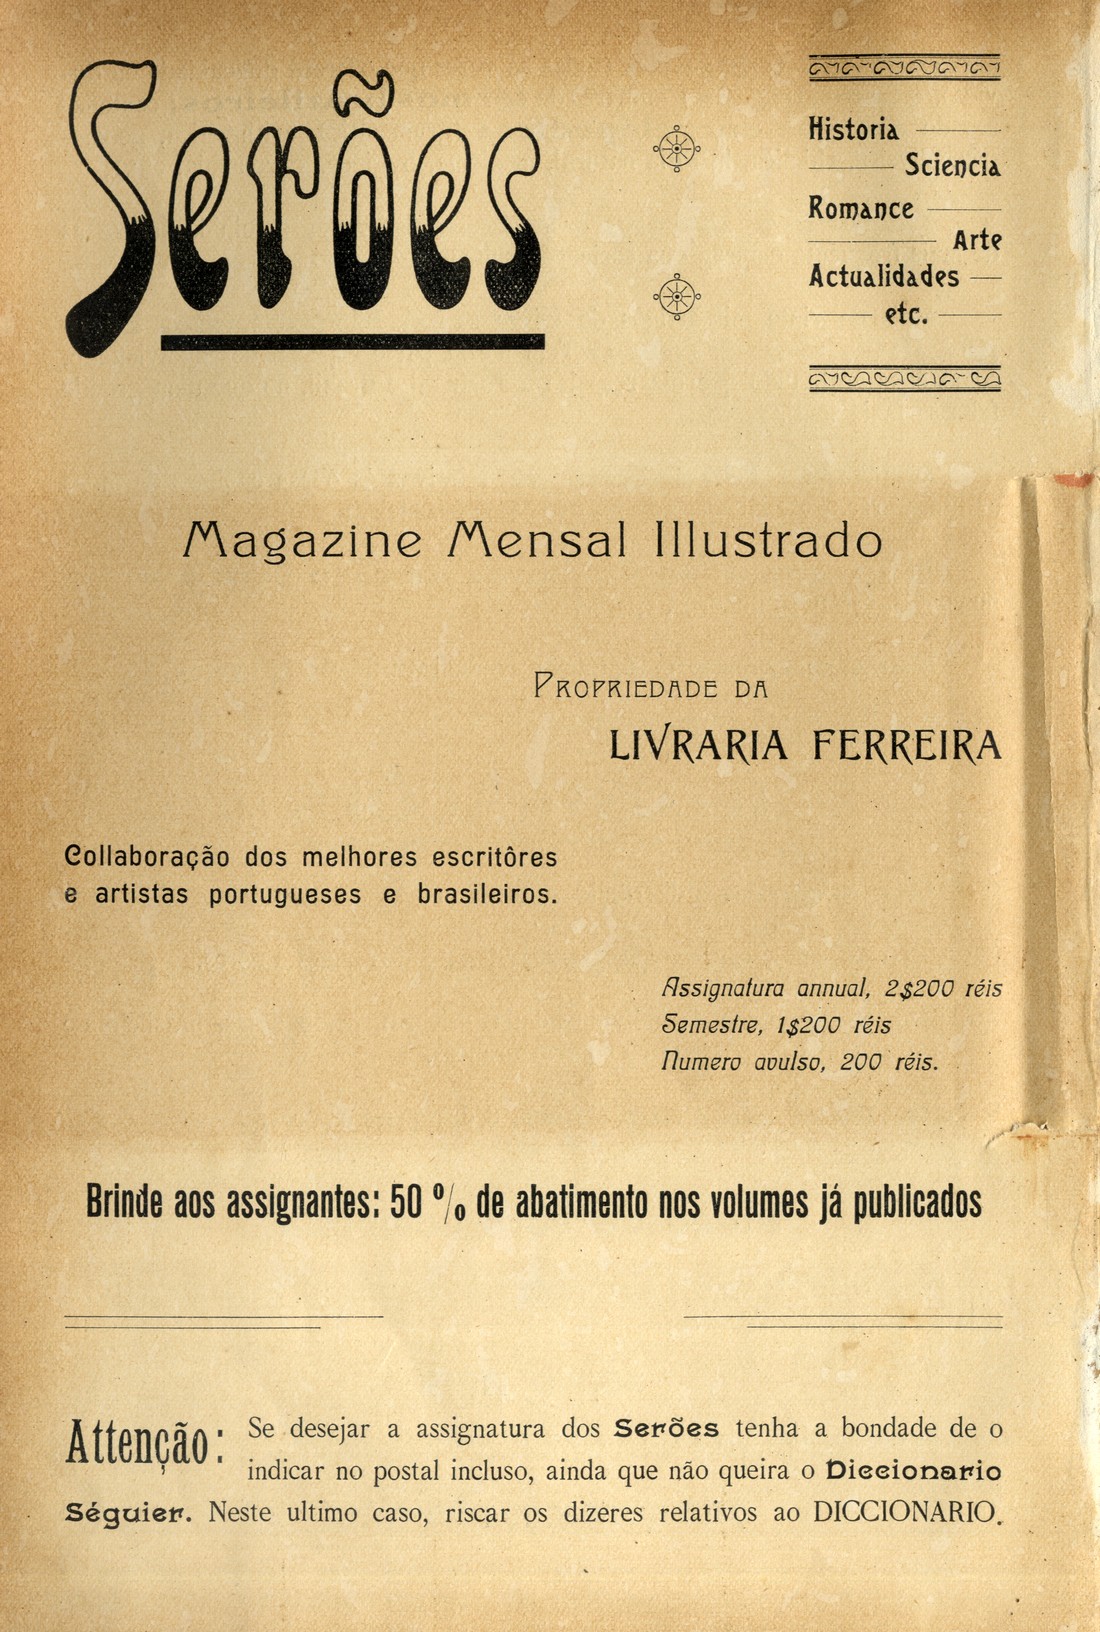 Serões
Historia
Sciencia
Romance
Arte
Actualidades
etc.
Magazine Mensal Illustrado
PROPRIEDADE DA
LIVRARIA FERREIRA
Collaboração dos melhores escritôres
e artistas portugueses e brasileiros.
Assignatura annual, 2$200 réis
Semestre, 1$200 réis
Numero avulso, 200 réis.
Brinde aos assignantes: 50 % de abatimento nos volumes já publicados
Attenção: Se desejar a assignatura dos Serões tenha a bondade de o
indicar no postal incluso, ainda que não queira o Diccionario
Séguier. Neste ultimo caso, riscar os dizeres relativos ao DICCIONARIO.